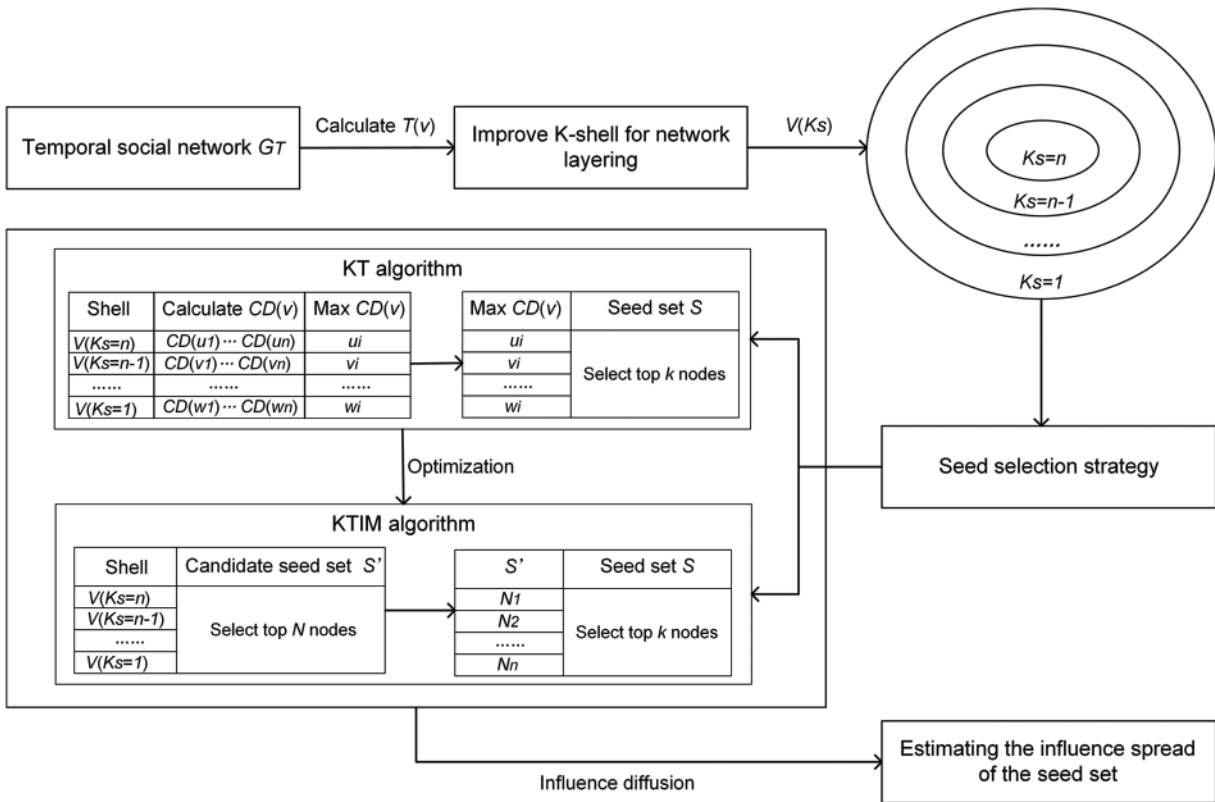 Temporal social network GT
Calculate T(v)
Improve K-shell for network
layering
V(Ks)
Ks=n
Ks=n-1
......
Ks=1
KT algorithm
Shell Calculate CD(v) Max CD(v)
V(Ks=n) CD(u1)··· CD(un) ui
V(Ks=n-1) CD(v1)··· CD(vn) vi
...... ...... ......
V(Ks=1) CD(w1)··· CD(wn) wi
Max CD(v) Seed set S
ui
vi
......
wi
Select top k nodes
Optimization
Seed selection strategy
KTIM algorithm
Shell Candidate seed set S'
V(Ks=n)
V(Ks=n-1)
......
V(Ks=1)
Select top N nodes
S' Seed set S
N1
N2
......
Nn
Select top k nodes
Influence diffusion
Estimating the influence spread
of the seed set